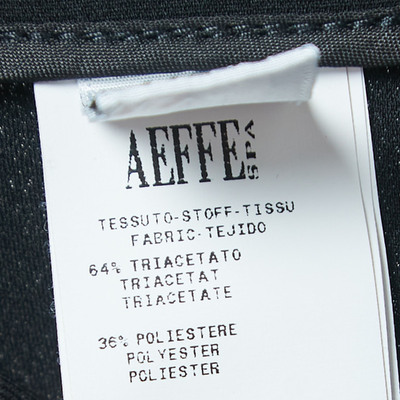 AEFFE SPA
TESSUTO-STOFF-TISSU
FABRIC-TEJIDO
64% TRIACETATO
TRIACETAT
TRIACETATE
36% POLIESTERE
POLYESTER
POLIESTER